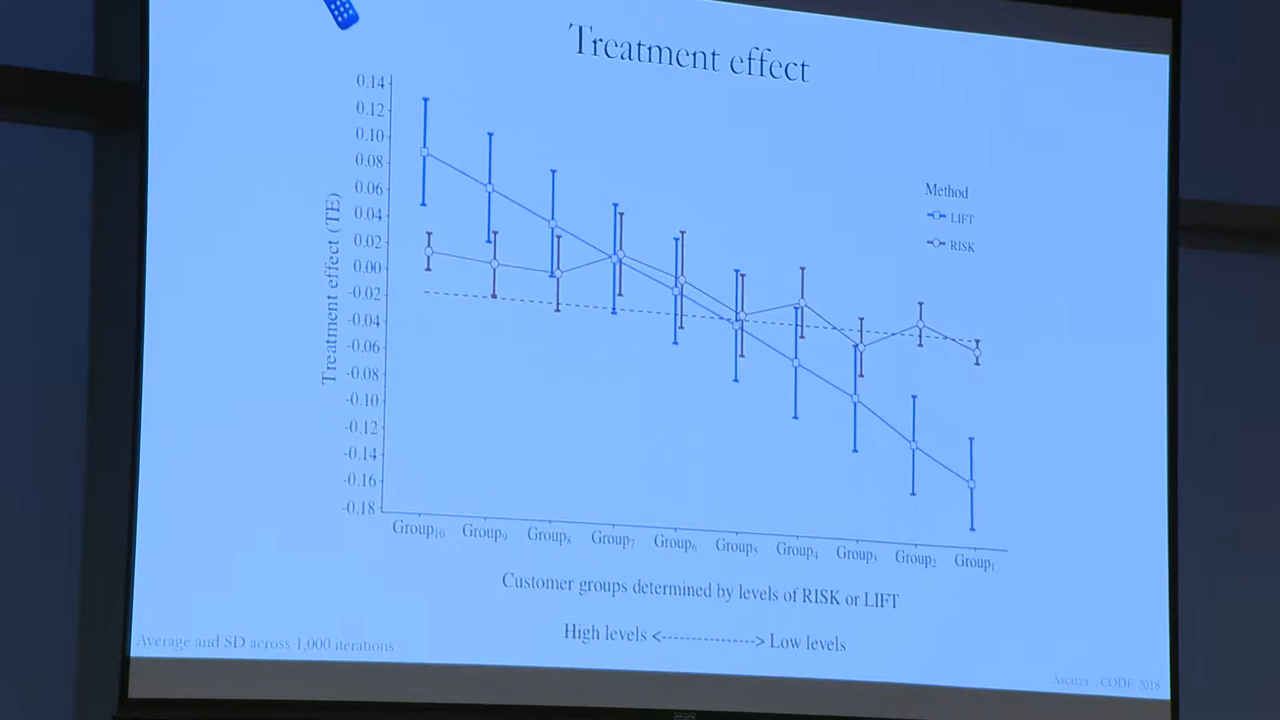 Treatment effect
0.14
0.12
0.10
0.08
0.06
0.04
0.02
0.00
-0.02
-0.04
-0.06
-0.08
-0.10
-0.12
-0.14
-0.16
-0.18
Treatment effect (TE)
Method
LIFT
RISK
Group10 Group9 Group8 Group7 Group6 Group5 Group4 Group3 Group2 Group1
Customer groups determined by levels of RISK or LIFT
High levels <---------------> Low levels
Average and SD across 1,000 iterations
Ascarza CODE 2018